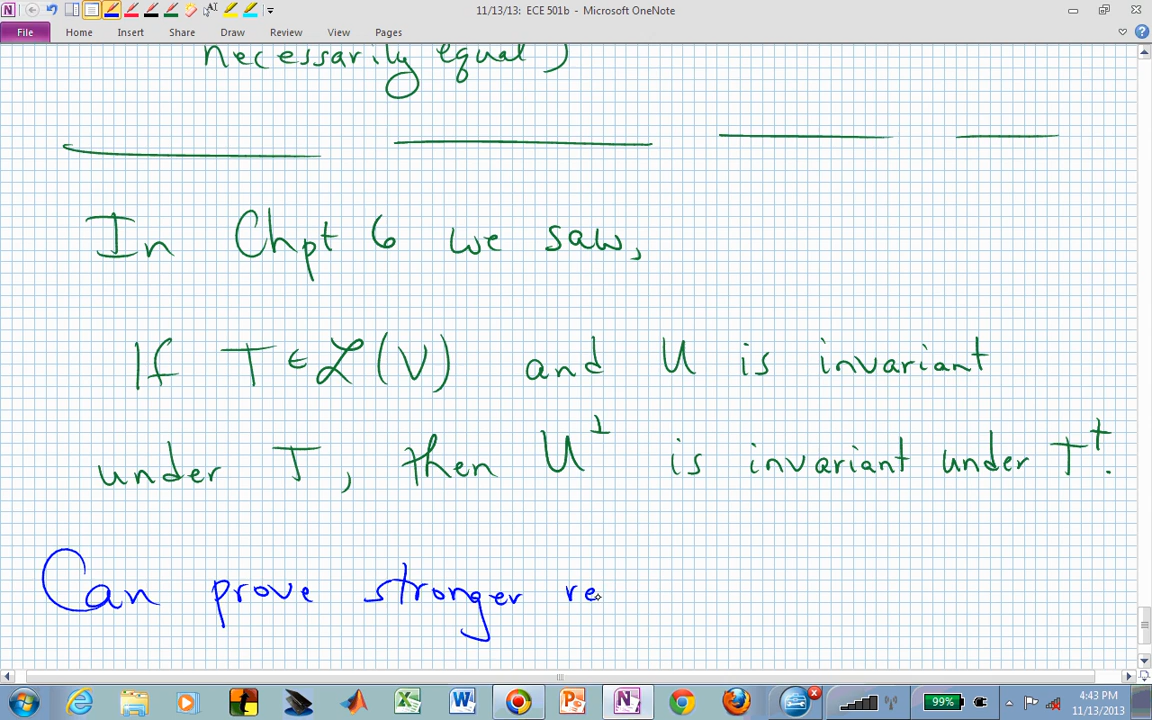 11/13/13: ECE 501b - Microsoft OneNote
File Home Insert Share Draw Review View Pages
necessarily equal)
In Chpt 6 we saw,
If T ∈ ℒ(V) and U is invariant
under T, then U⊥ is invariant under T†.
Can prove stronger re
99%
4:43 PM
11/13/2013